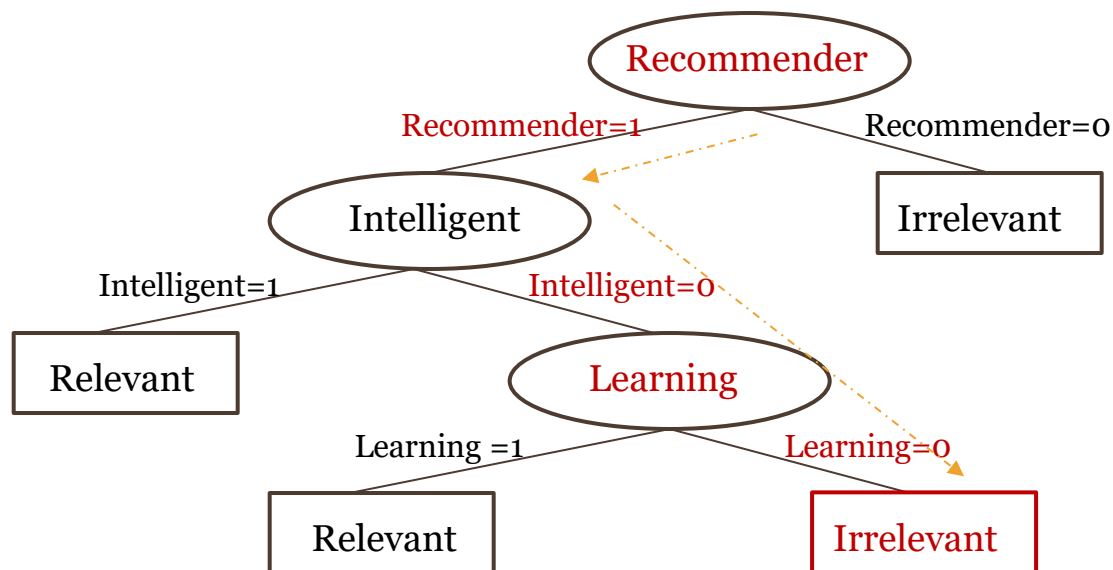 Recommender
Recommender=1
Recommender=0
Intelligent
Irrelevant
Intelligent=1
Intelligent=0
Relevant
Learning
Learning =1
Learning=0
Relevant
Irrelevant